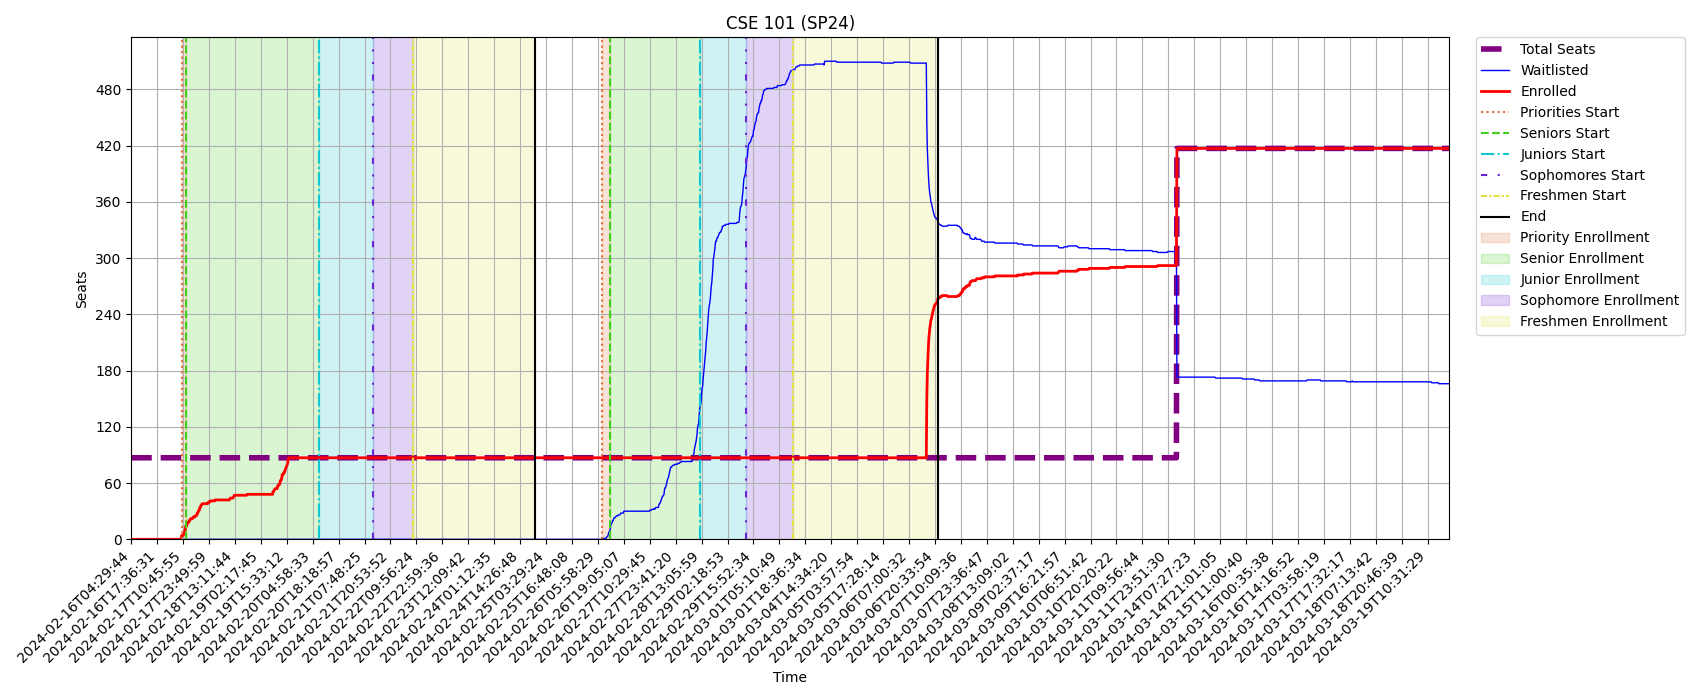 CSE 101 (SP24)
Seats
480
420
360
300
240
180
120
60
0
2024-02-16T04:29:44
2024-02-16T17:36:31
2024-02-17T10:45:55
2024-02-17T23:49:59
2024-02-18T13:11:44
2024-02-19T02:17:45
2024-02-19T15:33:12
2024-02-20T04:58:33
2024-02-20T18:18:57
2024-02-21T07:48:25
2024-02-21T20:53:52
2024-02-22T09:56:24
2024-02-22T22:59:36
2024-02-23T12:09:42
2024-02-24T01:12:35
2024-02-24T14:26:48
2024-02-25T03:29:24
2024-02-25T16:48:08
2024-02-26T05:58:29
2024-02-26T19:05:07
2024-02-27T10:29:45
2024-02-27T23:41:20
2024-02-28T13:05:59
2024-02-29T02:18:53
2024-02-29T15:52:34
2024-03-01T05:10:49
2024-03-01T18:36:34
2024-03-04T14:34:20
2024-03-05T03:57:54
2024-03-05T17:28:14
2024-03-06T07:00:32
2024-03-06T20:33:54
2024-03-07T10:09:36
2024-03-07T23:36:47
2024-03-08T13:09:02
2024-03-09T02:37:17
2024-03-09T16:21:57
2024-03-10T06:51:42
2024-03-10T20:20:22
2024-03-11T09:56:44
2024-03-11T23:51:30
2024-03-14T07:27:23
2024-03-14T21:01:05
2024-03-15T11:00:40
2024-03-16T00:35:38
2024-03-16T14:16:52
2024-03-17T03:58:19
2024-03-17T17:32:17
2024-03-18T07:13:42
2024-03-18T20:46:39
2024-03-19T10:31:29
Time
Total Seats
Waitlisted
Enrolled
Priorities Start
Seniors Start
Juniors Start
Sophomores Start
Freshmen Start
End
Priority Enrollment
Senior Enrollment
Junior Enrollment
Sophomore Enrollment
Freshmen Enrollment